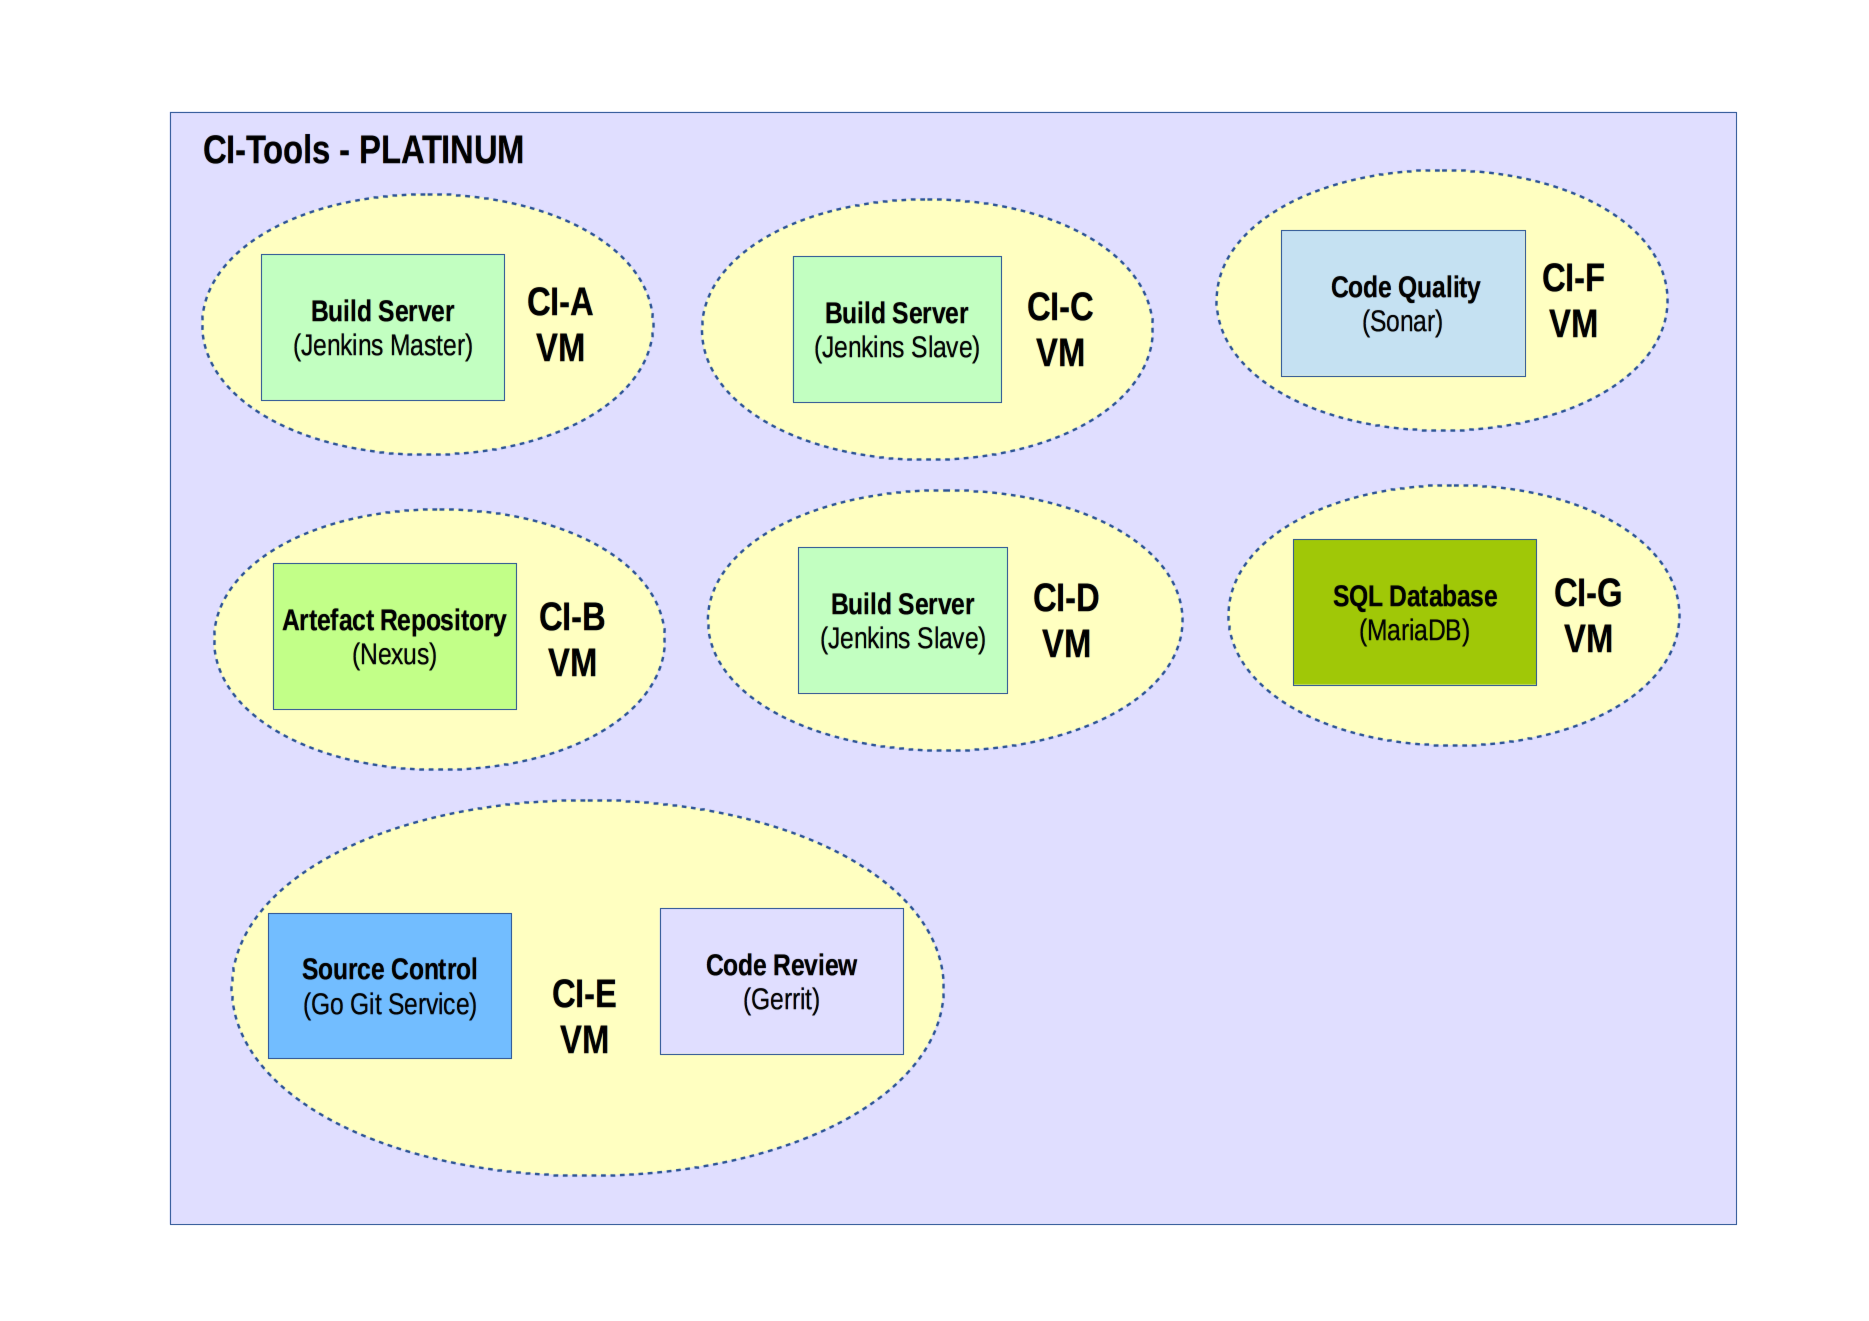 CI-Tools - PLATINUM
Build Server
(Jenkins Master)
CI-A
VM
Build Server
(Jenkins Slave)
CI-C
VM
Code Quality
(Sonar)
CI-F
VM
Artefact Repository
(Nexus)
CI-B
VM
Build Server
(Jenkins Slave)
CI-D
VM
SQL Database
(MariaDB)
CI-G
VM
Source Control
(Go Git Service)
CI-E
VM
Code Review
(Gerrit)